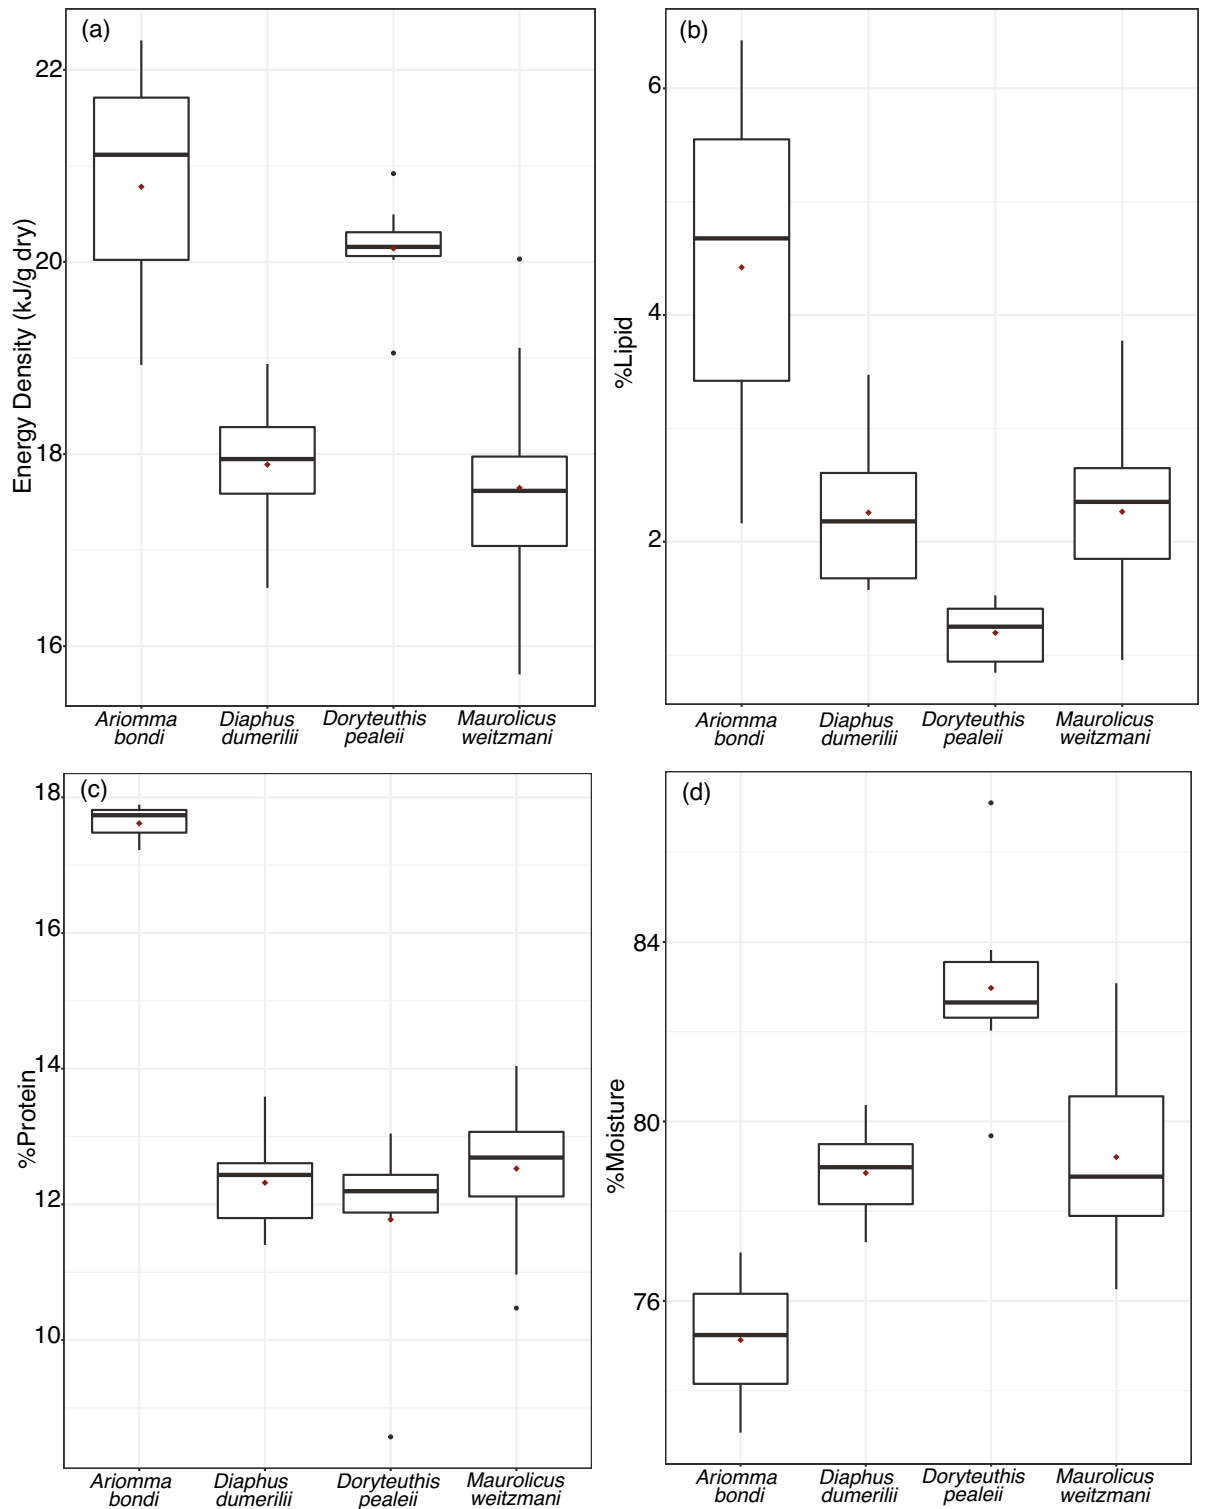 (a)
Energy Density (kJ/g dry)
22
20
18
16
Ariomma
bondi
Diaphus
dumerilii
Doryteuthis
pealeii
Maurolicus
weitzmani
(b)
%Lipid
6
4
2
Ariomma
bondi
Diaphus
dumerilii
Doryteuthis
pealeii
Maurolicus
weitzmani
(c)
%Protein
18
16
14
12
10
Ariomma
bondi
Diaphus
dumerilii
Doryteuthis
pealeii
Maurolicus
weitzmani
(d)
%Moisture
84
80
76
Ariomma
bondi
Diaphus
dumerilii
Doryteuthis
pealeii
Maurolicus
weitzmani